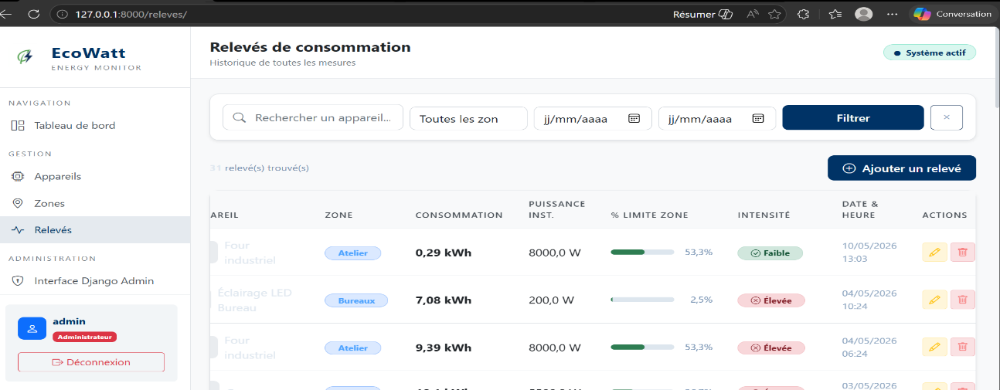 127.0.0.1:8000/releves/
Résumer
Conversation
EcoWatt
ENERGY MONITOR
NAVIGATION
Tableau de bord
GESTION
Appareils
Zones
Relevés
ADMINISTRATION
Interface Django Admin
admin
Administrateur
Déconnexion
Relevés de consommation
Historique de toutes les mesures
Système actif
Rechercher un appareil...
Toutes les zon
jj/mm/aaaa
jj/mm/aaaa
Filtrer
×
31 relevé(s) trouvé(s)
Ajouter un relevé
AREIL ZONE CONSOMMATION PUISSANCE INST. % LIMITE ZONE INTENSITÉ DATE & HEURE ACTIONS
Four industriel Atelier 0,29 kWh 8000,0 W 53,3% Faible 10/05/2026 13:03
Éclairage LED Bureau Bureaux 7,08 kWh 200,0 W 2,5% Élevée 04/05/2026 10:24
Four industriel Atelier 9,39 kWh 8000,0 W 53,3% Élevée 04/05/2026 06:24
03/05/2026